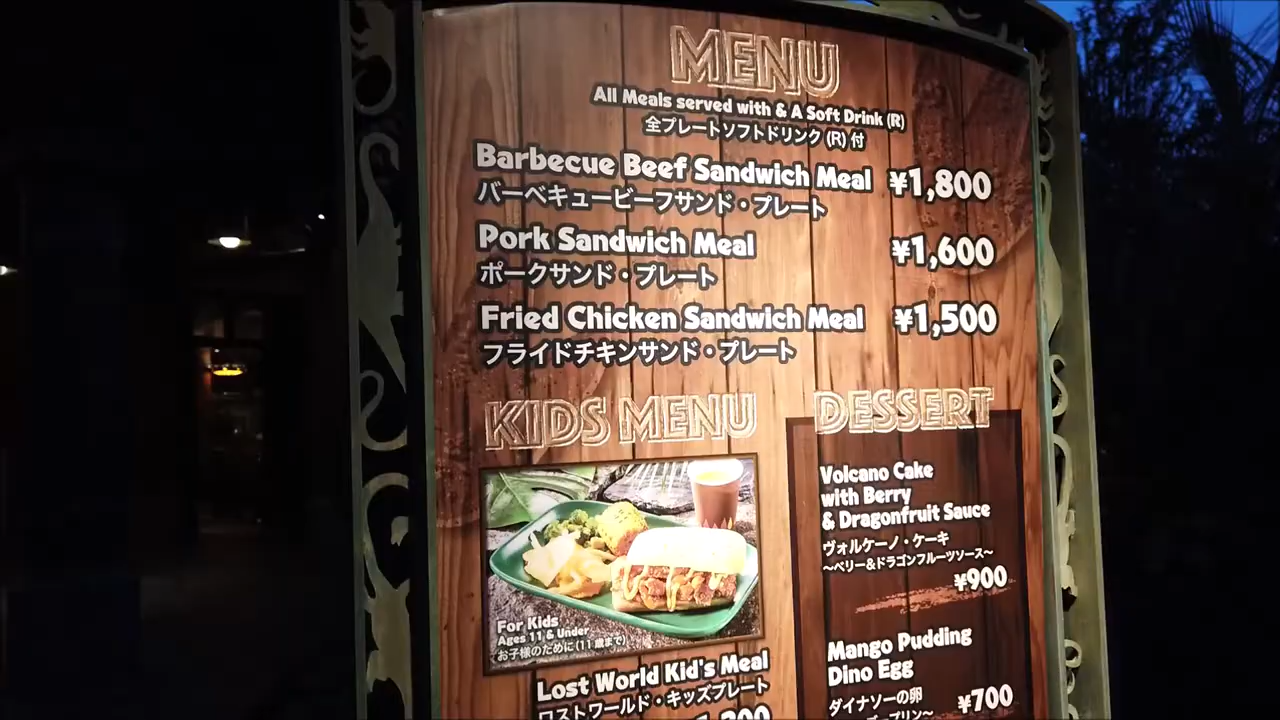 MENU
All Meals served with & A Soft Drink (R)
全プレートソフトドリンク (R) 付
Barbecue Beef Sandwich Meal ¥1,800
バーベキュービーフサンド・プレート
Pork Sandwich Meal ¥1,600
ポークサンド・プレート
Fried Chicken Sandwich Meal ¥1,500
フライドチキンサンド・プレート
KIDS MENU
For Kids
Ages 11 & Under
お子様のために (11 歳まで)
Lost World Kid's Meal
ロストワールド・キッズプレート
DESSERT
Volcano Cake
with Berry
& Dragonfruit Sauce
ヴォルケーノ・ケーキ
～ベリー&ドラゴンフルーツソース～
¥900
Mango Pudding
Dino Egg
ダイナソーの卵
¥700